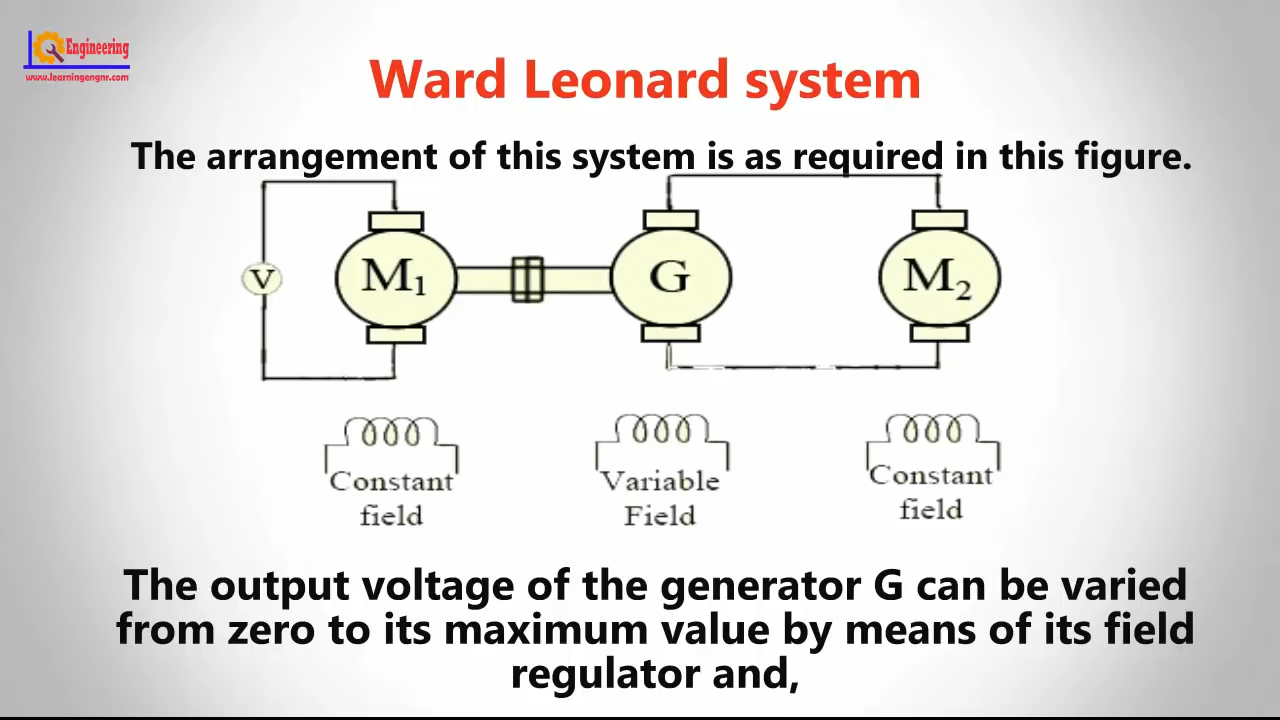 Engineering
www.learningengnr.com
Ward Leonard system
The arrangement of this system is as required in this figure.
V
M1
G
M2
Constant
field
Variable
Field
Constant
field
The output voltage of the generator G can be varied
from zero to its maximum value by means of its field
regulator and,